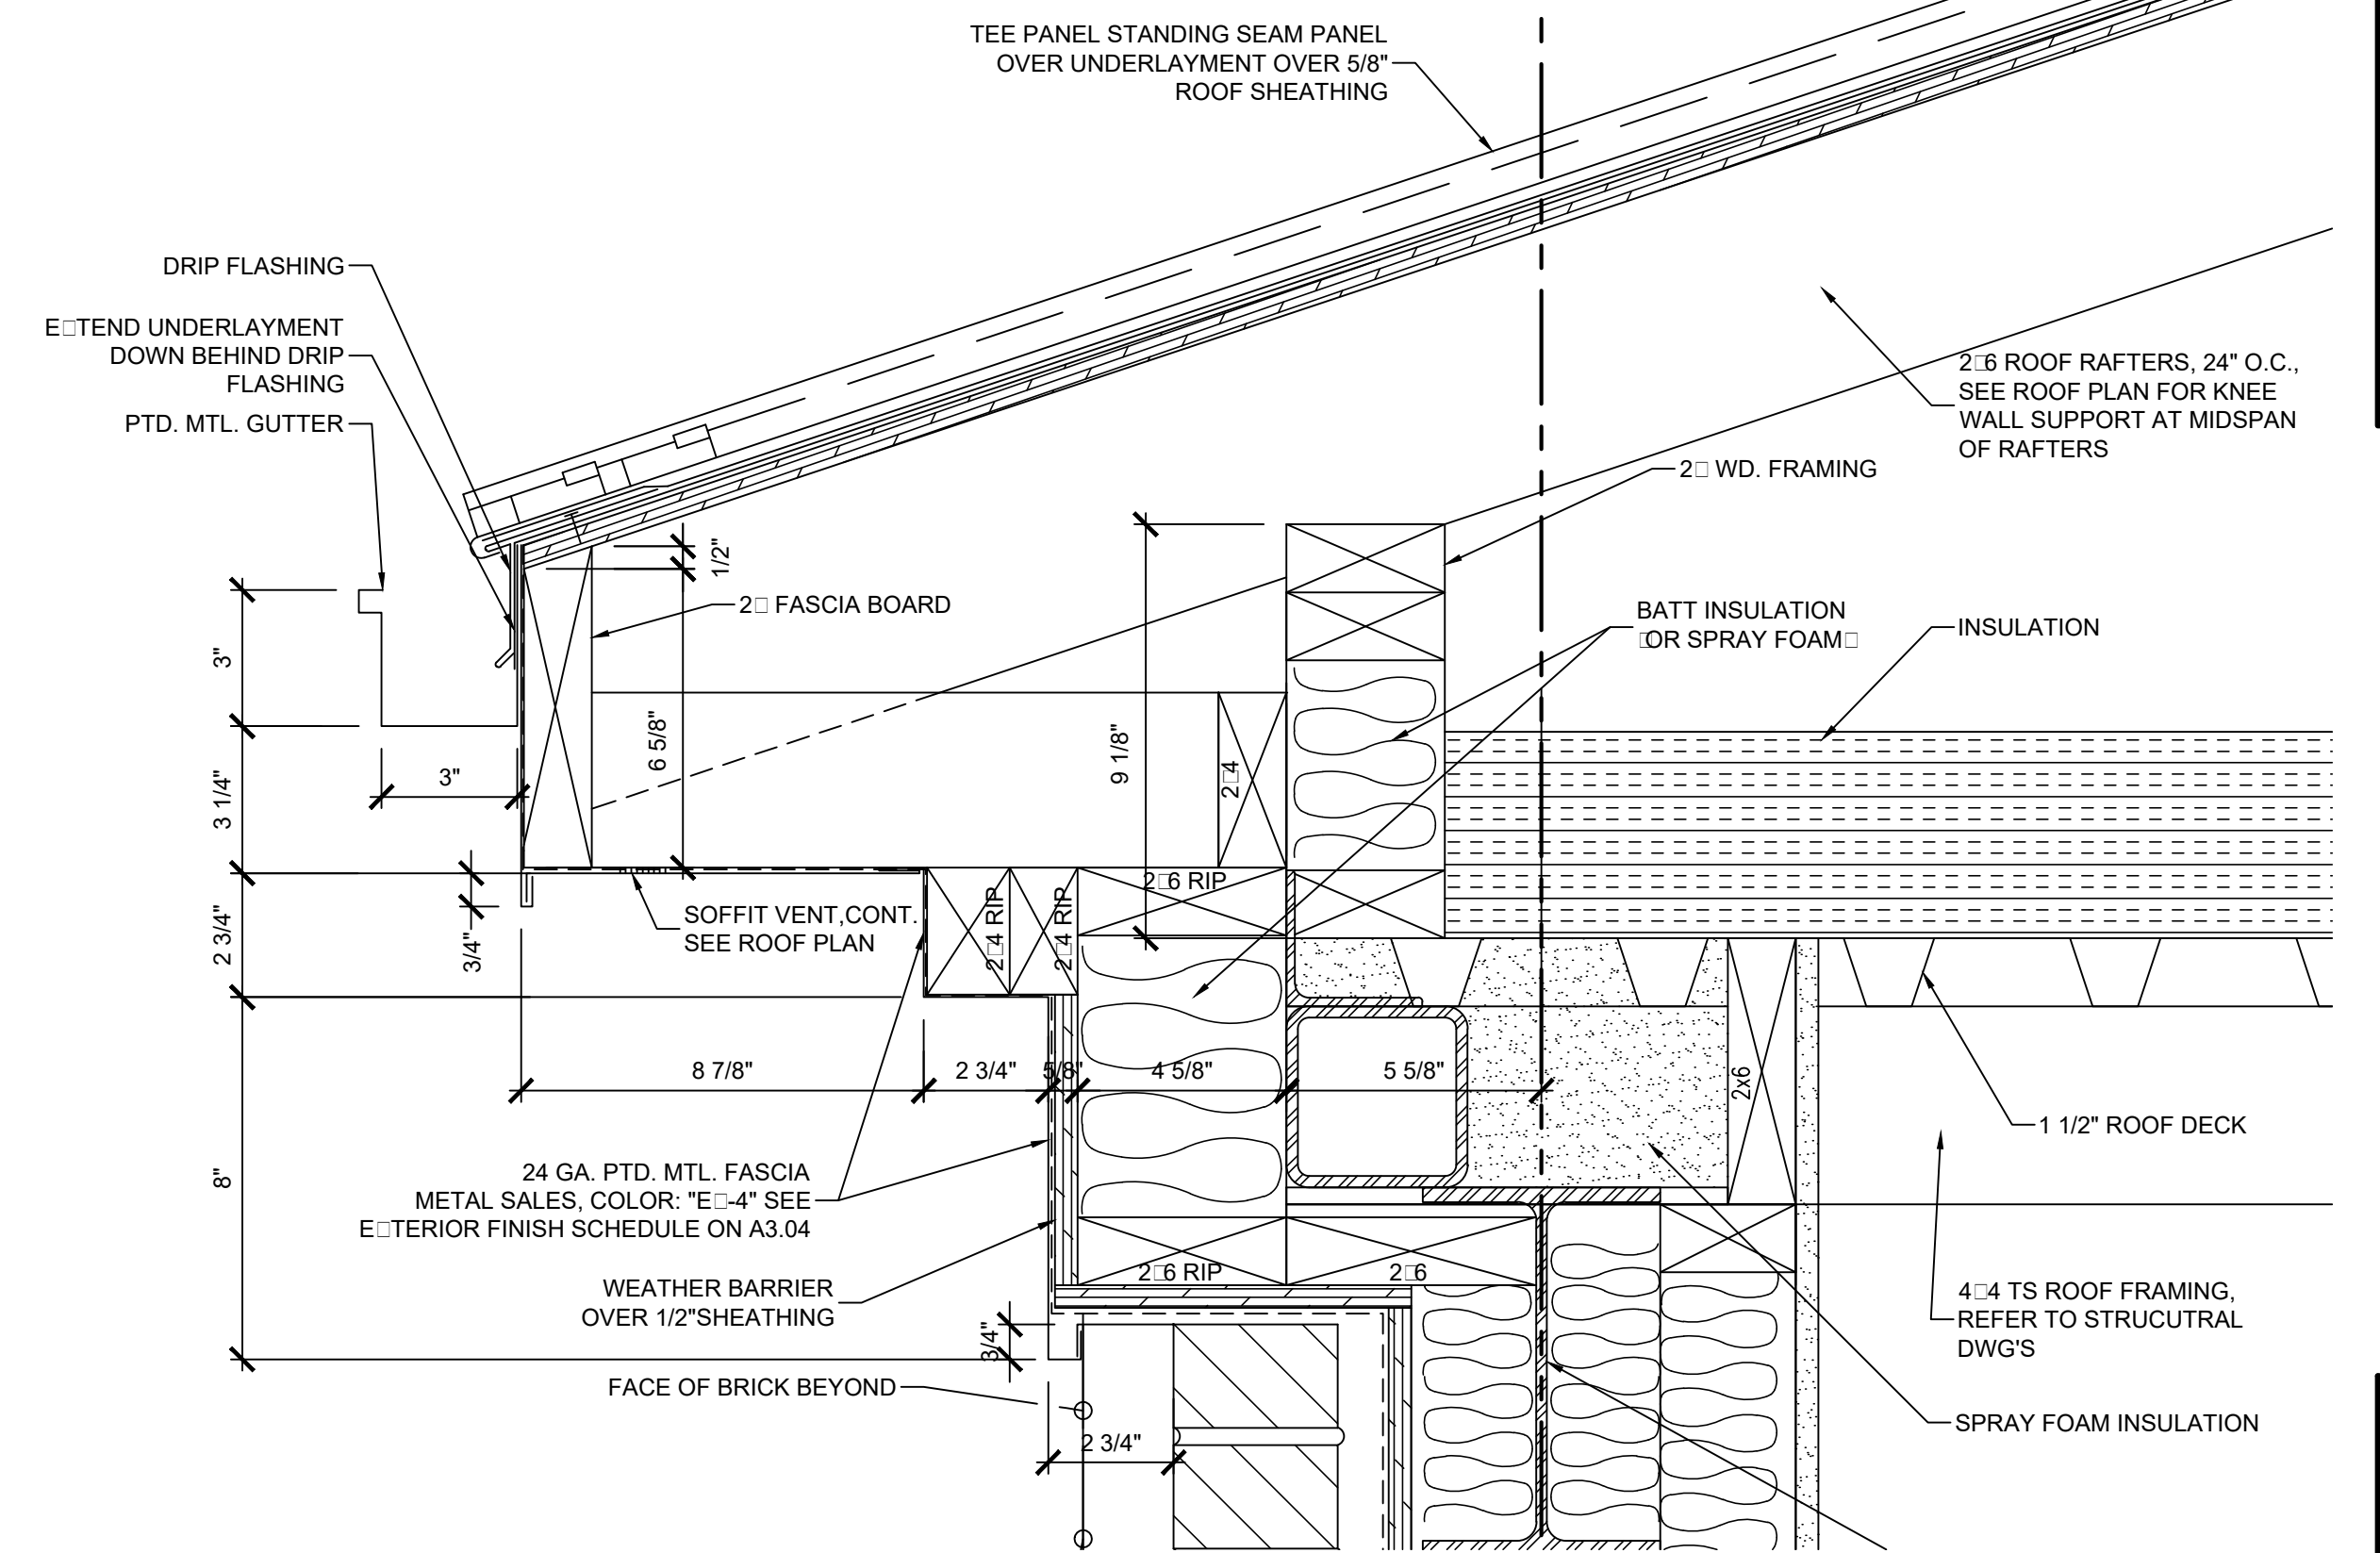 TEE PANEL STANDING SEAM PANEL
OVER UNDERLAYMENT OVER 5/8"
ROOF SHEATHING
DRIP FLASHING
E□TEND UNDERLAYMENT
DOWN BEHIND DRIP
FLASHING
PTD. MTL. GUTTER
2□6 ROOF RAFTERS, 24" O.C.,
SEE ROOF PLAN FOR KNEE
WALL SUPPORT AT MIDSPAN
OF RAFTERS
2□ WD. FRAMING
1/2"
2□ FASCIA BOARD
BATT INSULATION
□OR SPRAY FOAM□
INSULATION
3"
6 5/8"
9 1/8"
2□4
3"
3 1/4"
2□6 RIP
SOFFIT VENT,CONT.
SEE ROOF PLAN
2□4 RIP
2□4 RIP
2 3/4"
3/4"
8 7/8"
2 3/4"
5/8"
4 5/8"
5 5/8"
2x6
1 1/2" ROOF DECK
8"
24 GA. PTD. MTL. FASCIA
METAL SALES, COLOR: "E□-4" SEE
E□TERIOR FINISH SCHEDULE ON A3.04
2□6 RIP
2□6
WEATHER BARRIER
OVER 1/2"SHEATHING
4□4 TS ROOF FRAMING,
REFER TO STRUCUTRAL
DWG'S
3/4"
FACE OF BRICK BEYOND
2 3/4"
SPRAY FOAM INSULATION